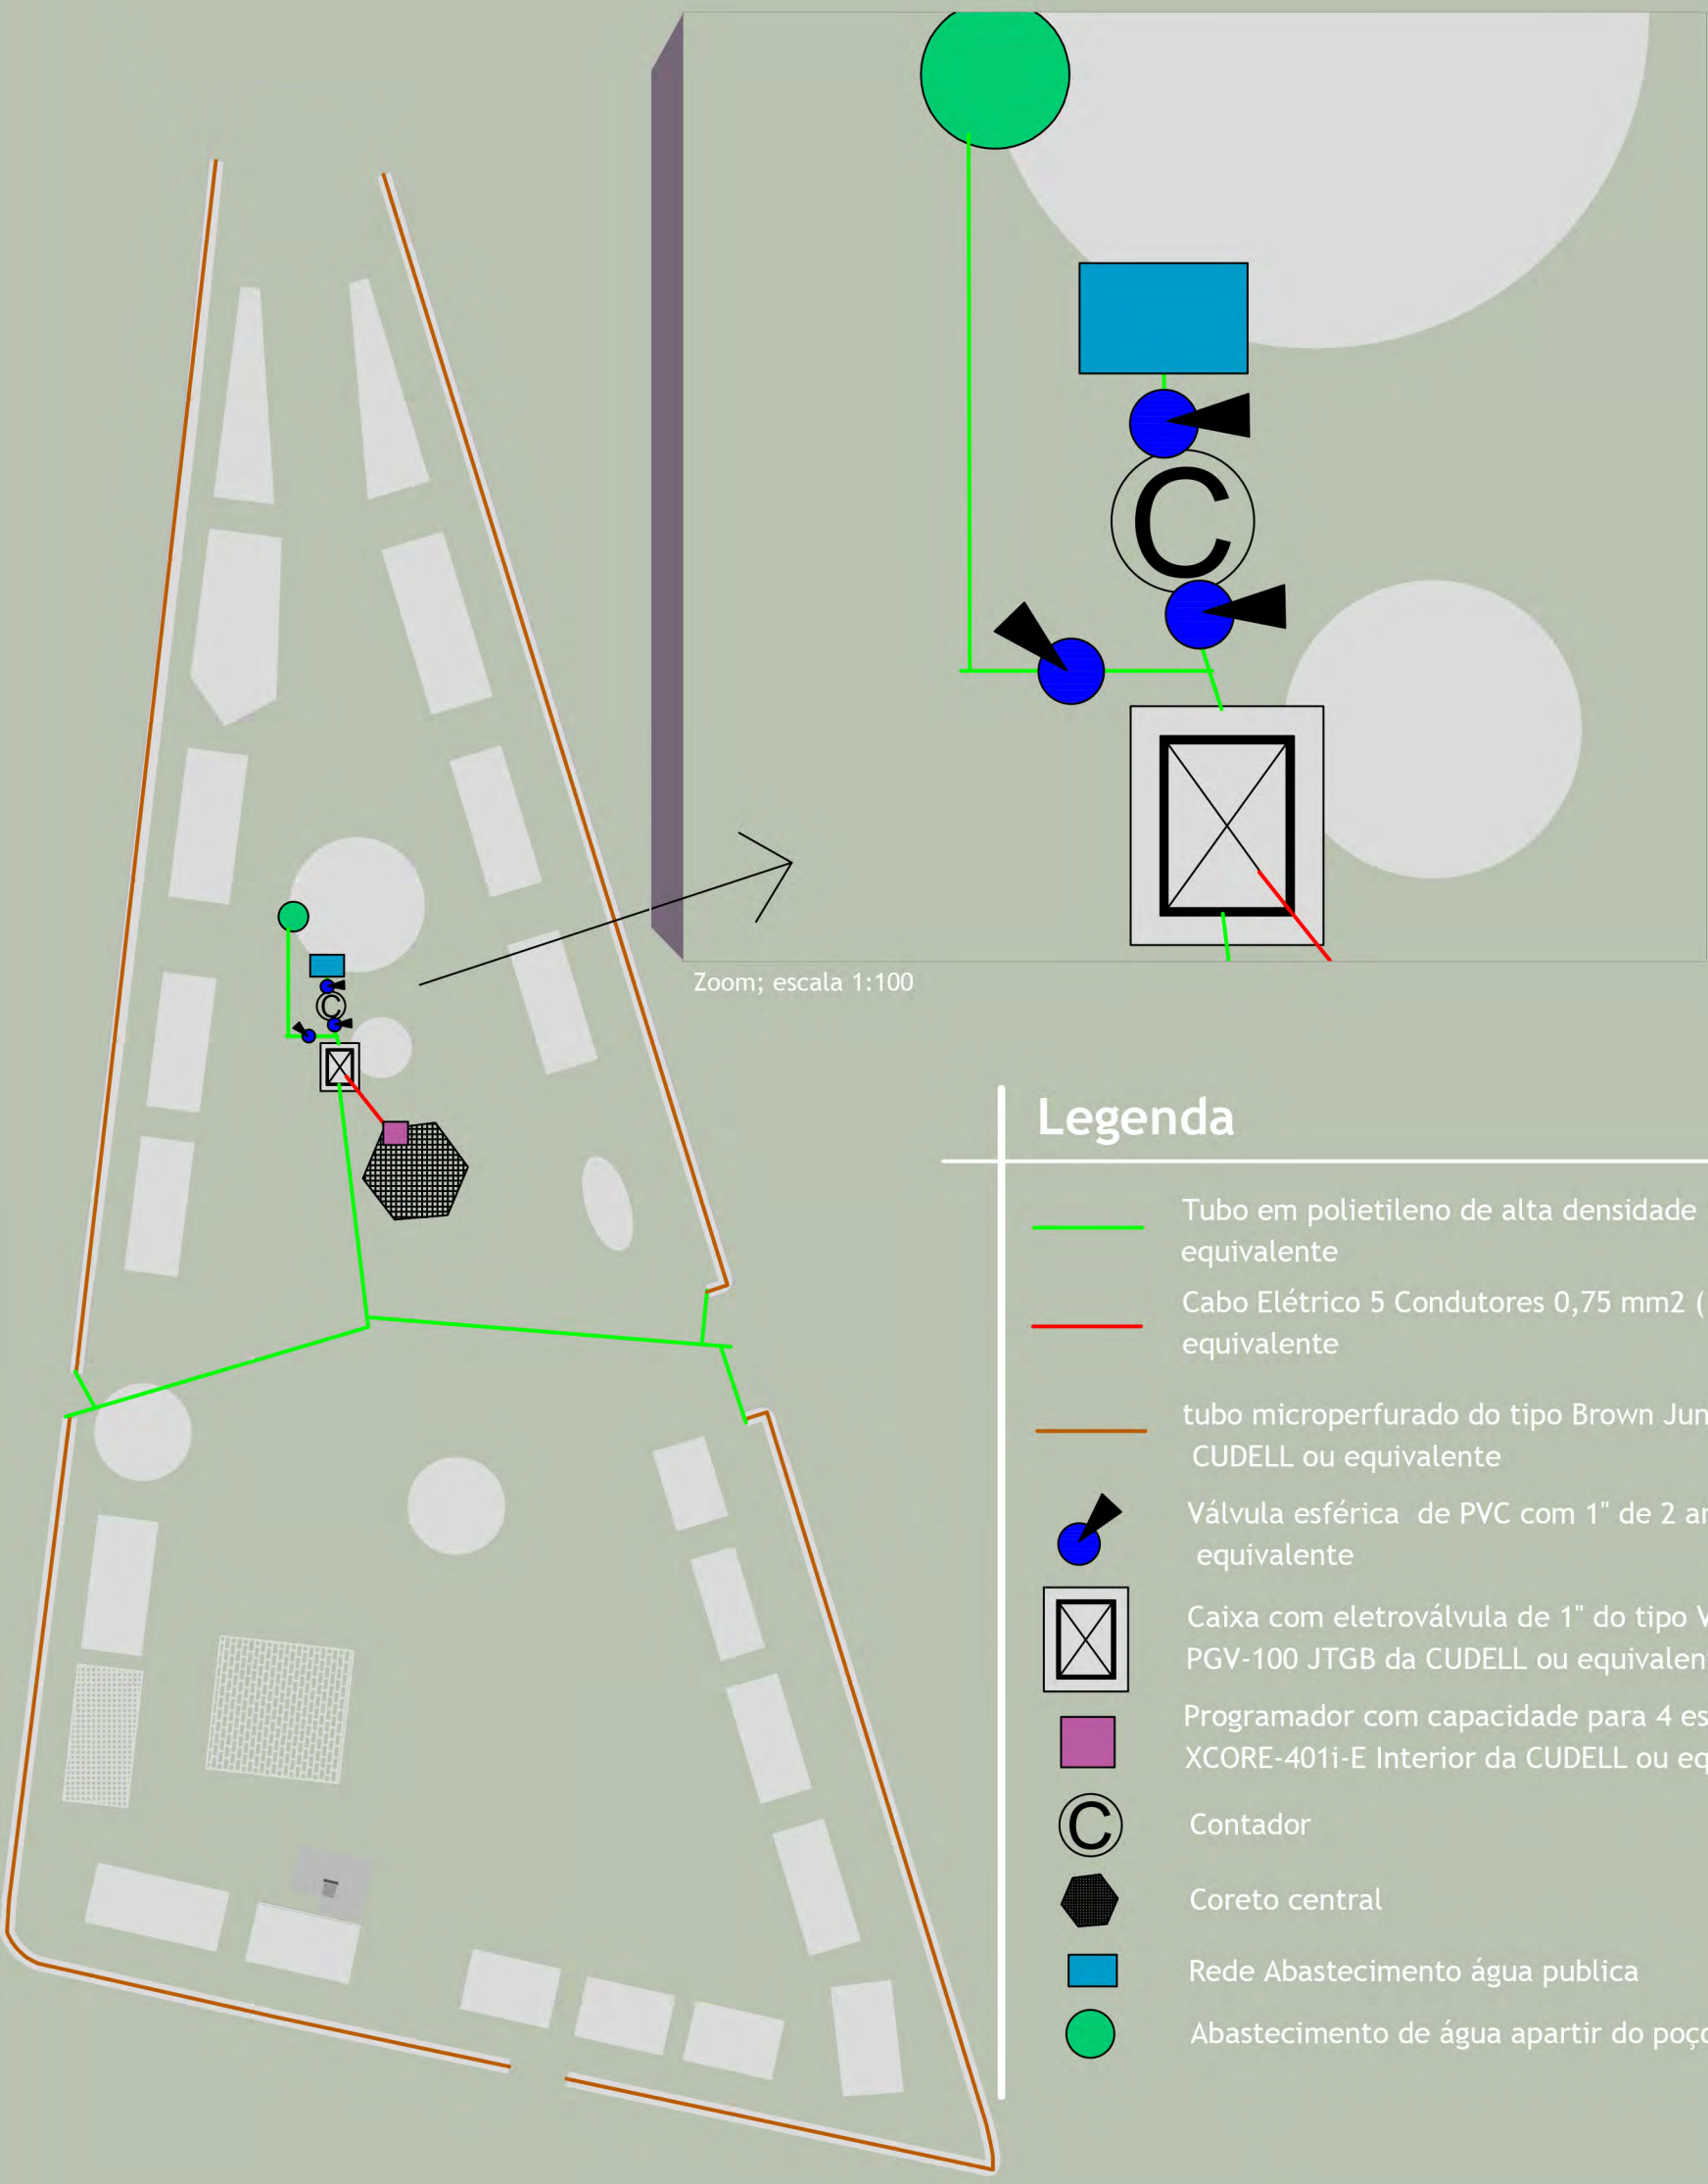 C
Zoom; escala 1:100
C
Legenda
Tubo em polietileno de alta densidade
equivalente
Cabo Elétrico 5 Condutores 0,75 mm2 (
equivalente
tubo microperfurado do tipo Brown Jun
CUDELL ou equivalente
Válvula esférica de PVC com 1" de 2 ar
equivalente
Caixa com eletroválvula de 1" do tipo V
PGV-100 JTGB da CUDELL ou equivalen
Programador com capacidade para 4 es
XCORE-401i-E Interior da CUDELL ou eq
C Contador
Coreto central
Rede Abastecimento água publica
Abastecimento de água apartir do poço